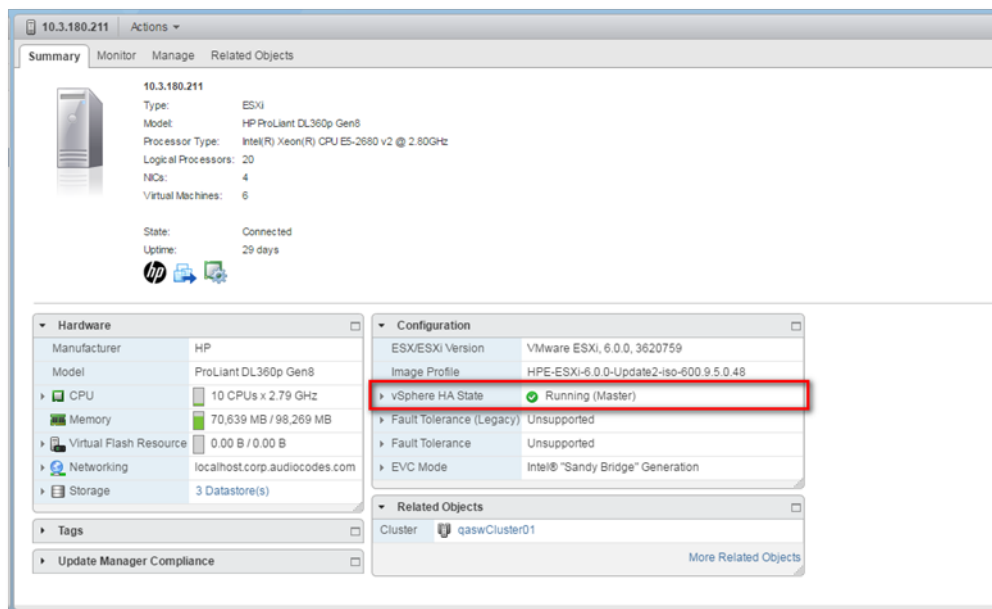 10.3.180.211 Actions
Summary Monitor Manage Related Objects
10.3.180.211
Type: ESXi
Model: HP ProLiant DL360p Gen8
Processor Type: Intel(R) Xeon(R) CPU E5-2680 v2 @ 2.80GHz
Logical Processors: 20
NICs: 4
Virtual Machines: 6
State: Connected
Uptime: 29 days
hp
Hardware
Manufacturer HP
Model ProLiant DL360p Gen8
CPU 10 CPUs x 2.79 GHz
Memory 70,639 MB / 98,269 MB
Virtual Flash Resource 0.00 B / 0.00 B
Networking localhost.corp.audiocodes.com
Storage 3 Datastore(s)
Tags
Update Manager Compliance
Configuration
ESX/ESXi Version VMware ESXi, 6.0.0, 3620759
Image Profile HPE-ESXi-6.0.0-Update2-iso-600.9.5.0.48
vSphere HA State Running (Master)
Fault Tolerance (Legacy) Unsupported
Fault Tolerance Unsupported
EVC Mode Intel® "Sandy Bridge" Generation
Related Objects
Cluster qaswCluster01
More Related Objects